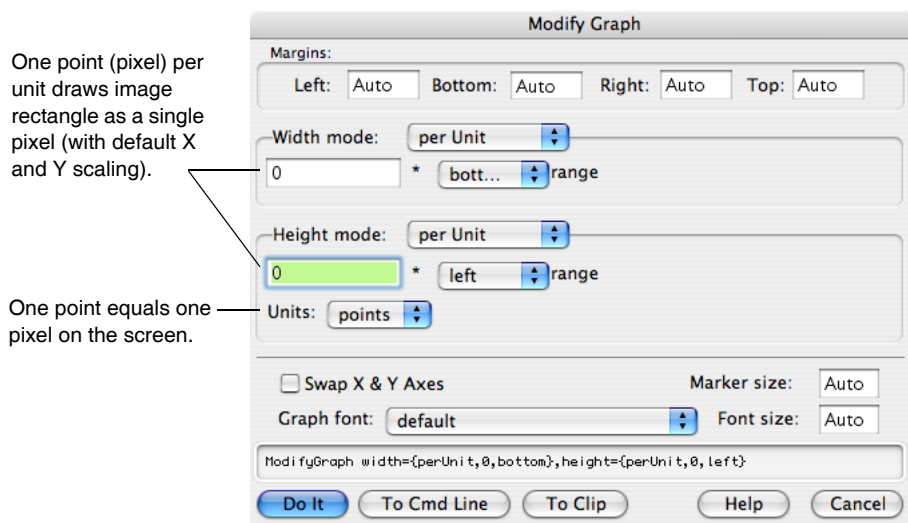 Modify Graph
One point (pixel) per
unit draws image
rectangle as a single
pixel (with default X
and Y scaling).
Margins:
Left: Auto Bottom: Auto Right: Auto Top: Auto
Width mode: per Unit
0 * bott... range
Height mode: per Unit
0 * left range
One point equals one
pixel on the screen.
Units: points
Swap X & Y Axes Marker size: Auto
Graph font: default Font size: Auto
ModifyGraph width={perUnit,0,bottom},height={perUnit,0,left}
Do It To Cmd Line To Clip Help Cancel